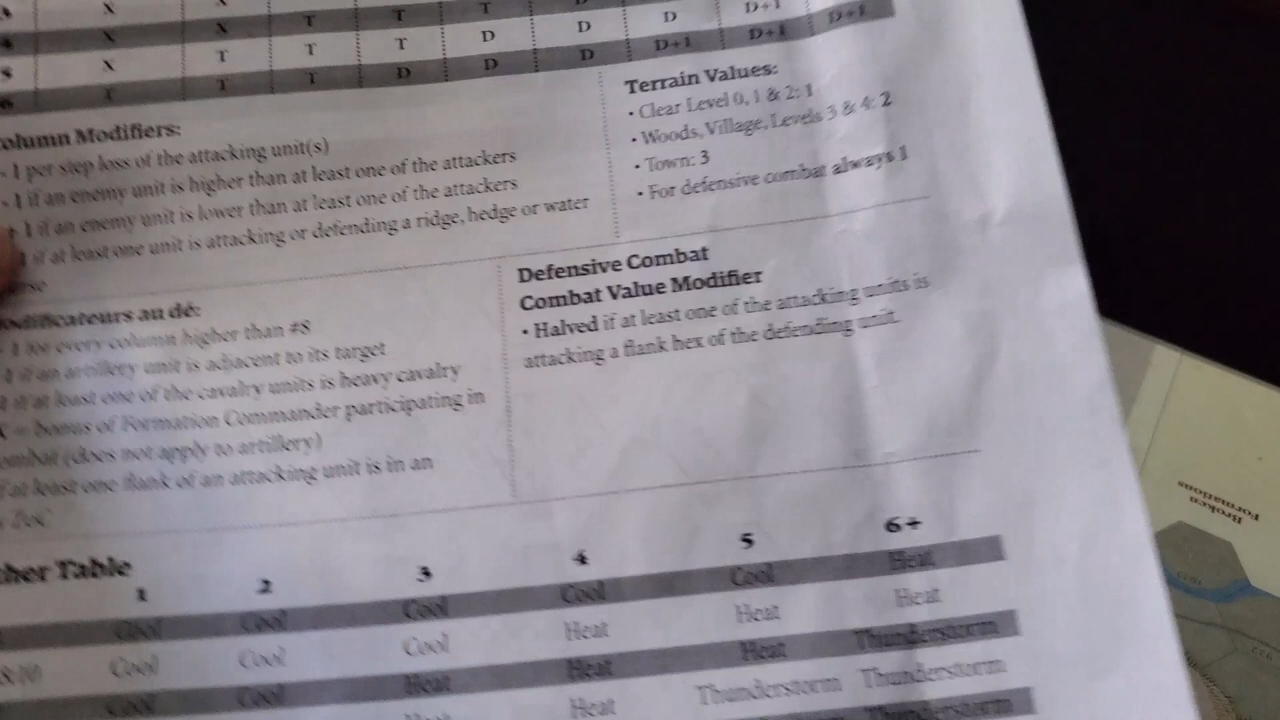 X
X T T T
X T T T D D D D+1
X T T T D D D+1 D+1 D+1
T T T D D D
olumn Modifiers:
- 1 per step loss of the attacking unit(s)
- 1 if an enemy unit is higher than at least one of the attackers
1 if an enemy unit is lower than at least one of the attackers
if at least one unit is attacking or defending a ridge, hedge or water
Terrain Values:
• Clear Level 0, 1 & 2: 1
• Woods, Village, Levels 3 & 4: 2
• Town: 3
• For defensive combat always 1
odificateurs au dé:
1 for every column higher than #8
if an artillery unit is adjacent to its target
if at least one of the cavalry units is heavy cavalry
X = bonus of Formation Commander participating in
ombat (does not apply to artillery)
if at least one flank of an attacking unit is in an
ZoC
Defensive Combat
Combat Value Modifier
• Halved if at least one of the attacking units is
attacking a flank hex of the defending unit.
her Table
1 2 3 4 5 6+
Cool Cool Cool Cool Cool Heat
Cool Cool Cool Heat Heat Heat
Cool Cool Heat Heat Heat Thunderstorm
Heat Heat Thunderstorm Thunderstorm
Thunderstorm
Broken
Formations